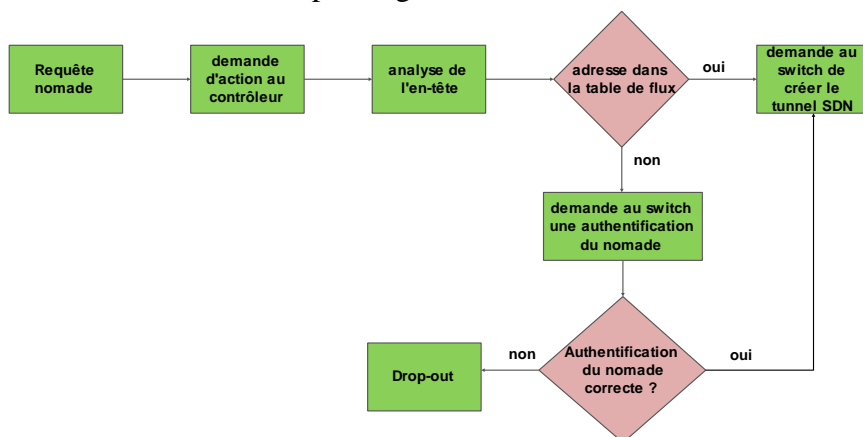 Requête
nomade
demande
d'action au
contrôleur
analyse de
l'en-tête
adresse dans
la table de flux
oui
demande au
switch de
créer le
tunnel SDN
non
demande au switch
une authentification
du nomade
Authentification
du nomade
correcte ?
non
oui
Drop-out